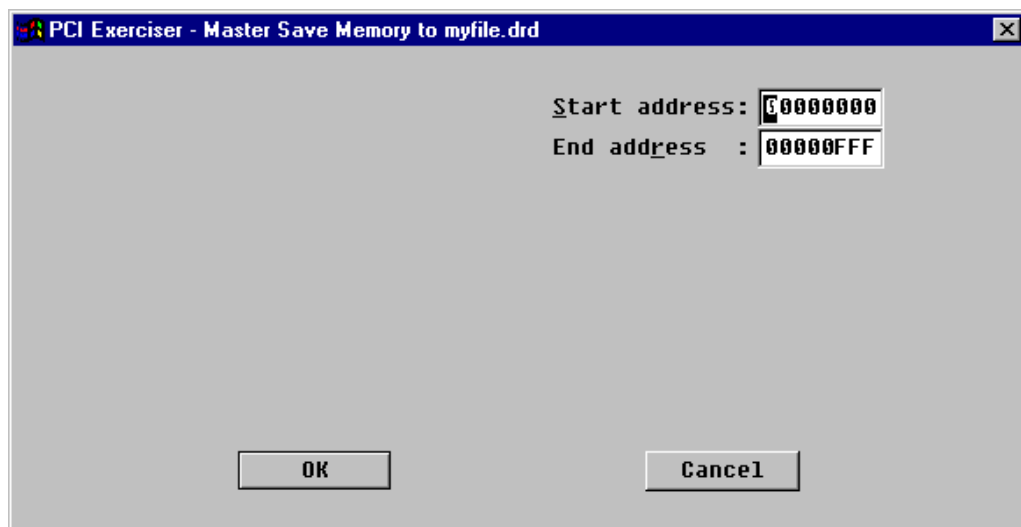 PCI Exerciser - Master Save Memory to myfile.drd
Start address: 00000000
End address : 00000FFF
OK Cancel